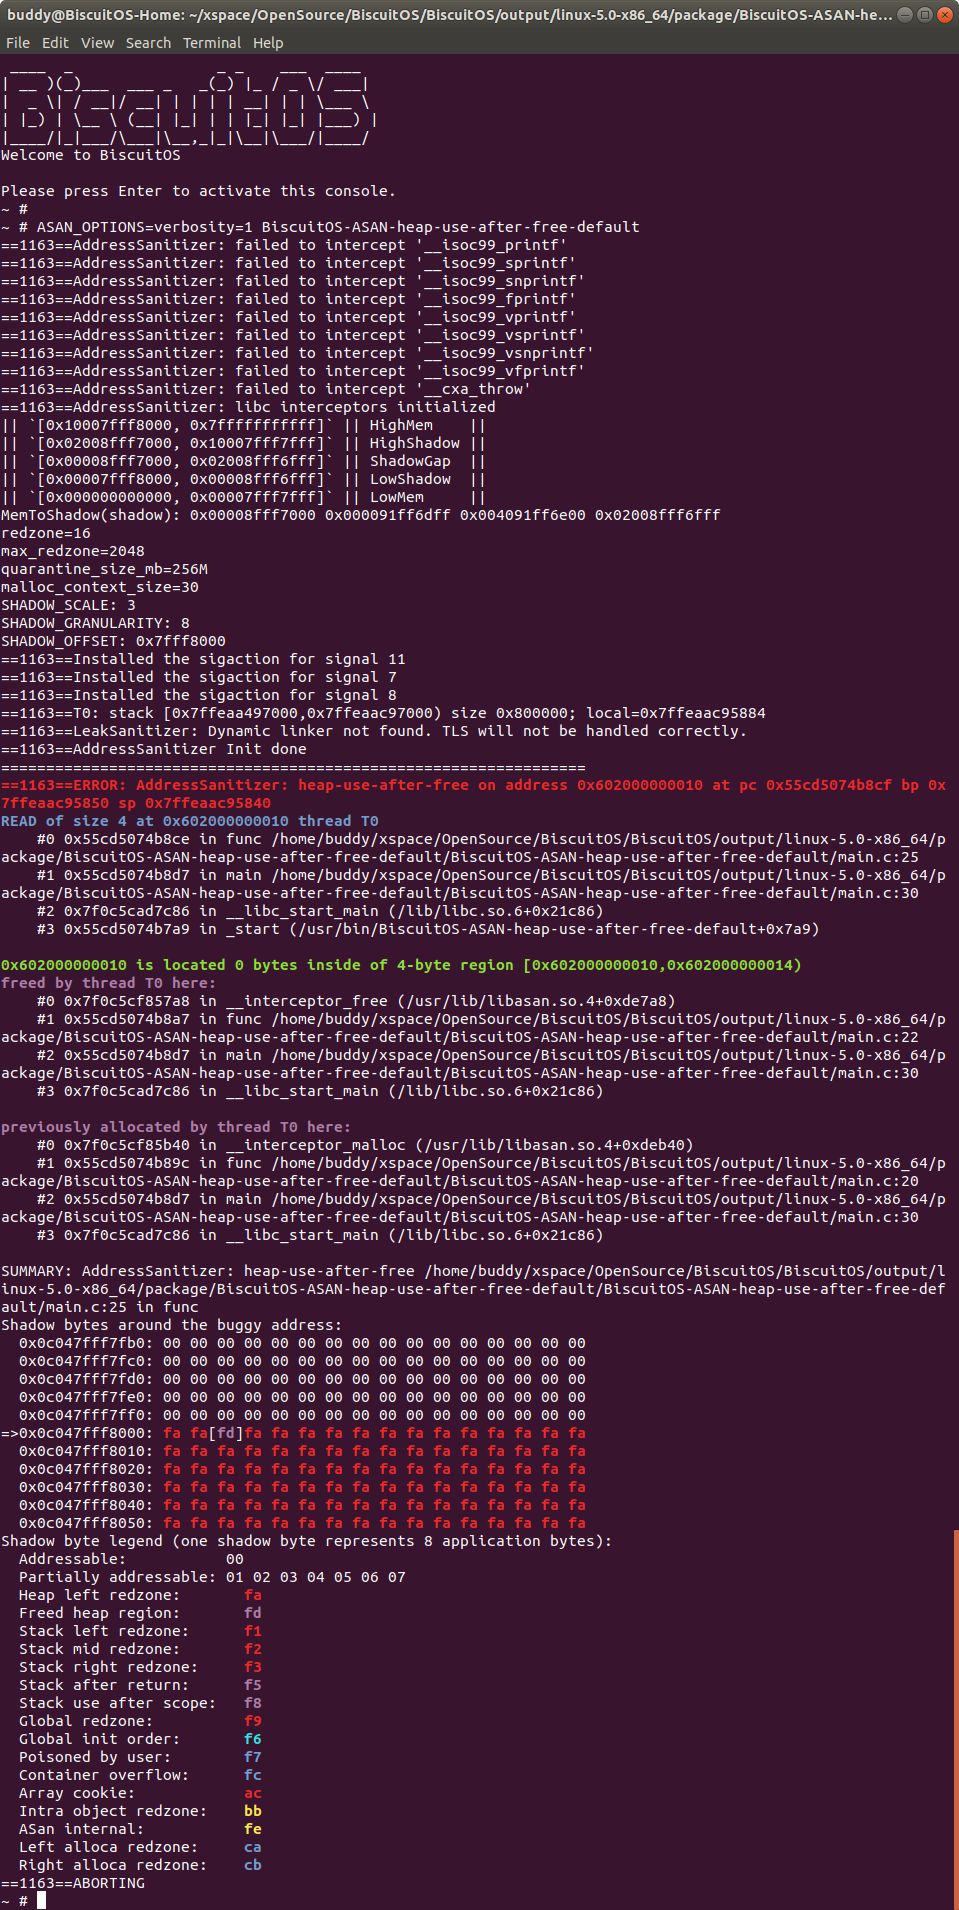 buddy@BiscuitOS-Home: ~/xspace/OpenSource/BiscuitOS/BiscuitOS/output/linux-5.0-x86_64/package/BiscuitOS-ASAN-he...
File Edit View Search Terminal Help
BiscuitOS
Welcome to BiscuitOS
Please press Enter to activate this console.
~ #
~ # ASAN_OPTIONS=verbosity=1 BiscuitOS-ASAN-heap-use-after-free-default
==1163==AddressSanitizer: failed to intercept '__isoc99_printf'
==1163==AddressSanitizer: failed to intercept '__isoc99_sprintf'
==1163==AddressSanitizer: failed to intercept '__isoc99_snprintf'
==1163==AddressSanitizer: failed to intercept '__isoc99_fprintf'
==1163==AddressSanitizer: failed to intercept '__isoc99_vprintf'
==1163==AddressSanitizer: failed to intercept '__isoc99_vsprintf'
==1163==AddressSanitizer: failed to intercept '__isoc99_vsnprintf'
==1163==AddressSanitizer: failed to intercept '__isoc99_vfprintf'
==1163==AddressSanitizer: failed to intercept '__cxa_throw'
==1163==AddressSanitizer: libc interceptors initialized
|| `[0x10007fff8000, 0x7fffffffffff]` || HighMem    ||
|| `[0x02008fff7000, 0x10007fff7fff]` || HighShadow ||
|| `[0x00008fff7000, 0x02008fff6fff]` || ShadowGap  ||
|| `[0x00007fff8000, 0x00008fff6fff]` || LowShadow  ||
|| `[0x000000000000, 0x00007fff7fff]` || LowMem     ||
MemToShadow(shadow): 0x00008fff7000 0x000091ff6dff 0x004091ff6e00 0x02008fff6fff
redzone=16
max_redzone=2048
quarantine_size_mb=256M
malloc_context_size=30
SHADOW_SCALE: 3
SHADOW_GRANULARITY: 8
SHADOW_OFFSET: 0x7fff8000
==1163==Installed the sigaction for signal 11
==1163==Installed the sigaction for signal 7
==1163==Installed the sigaction for signal 8
==1163==T0: stack [0x7ffeaa497000,0x7ffeaac97000) size 0x800000; local=0x7ffeaac95884
==1163==LeakSanitizer: Dynamic linker not found. TLS will not be handled correctly.
==1163==AddressSanitizer Init done
=================================================================
==1163==ERROR: AddressSanitizer: heap-use-after-free on address 0x602000000010 at pc 0x55cd5074b8cf bp 0x
7ffeaac95850 sp 0x7ffeaac95840
READ of size 4 at 0x602000000010 thread T0
    #0 0x55cd5074b8ce in func /home/buddy/xspace/OpenSource/BiscuitOS/BiscuitOS/output/linux-5.0-x86_64/p
ackage/BiscuitOS-ASAN-heap-use-after-free-default/BiscuitOS-ASAN-heap-use-after-free-default/main.c:25
    #1 0x55cd5074b8d7 in main /home/buddy/xspace/OpenSource/BiscuitOS/BiscuitOS/output/linux-5.0-x86_64/p
ackage/BiscuitOS-ASAN-heap-use-after-free-default/BiscuitOS-ASAN-heap-use-after-free-default/main.c:30
    #2 0x7f0c5cad7c86 in __libc_start_main (/lib/libc.so.6+0x21c86)
    #3 0x55cd5074b7a9 in _start (/usr/bin/BiscuitOS-ASAN-heap-use-after-free-default+0x7a9)
0x602000000010 is located 0 bytes inside of 4-byte region [0x602000000010,0x602000000014)
freed by thread T0 here:
    #0 0x7f0c5cf857a8 in __interceptor_free (/usr/lib/libasan.so.4+0xde7a8)
    #1 0x55cd5074b8a7 in func /home/buddy/xspace/OpenSource/BiscuitOS/BiscuitOS/output/linux-5.0-x86_64/p
ackage/BiscuitOS-ASAN-heap-use-after-free-default/BiscuitOS-ASAN-heap-use-after-free-default/main.c:22
    #2 0x55cd5074b8d7 in main /home/buddy/xspace/OpenSource/BiscuitOS/BiscuitOS/output/linux-5.0-x86_64/p
ackage/BiscuitOS-ASAN-heap-use-after-free-default/BiscuitOS-ASAN-heap-use-after-free-default/main.c:30
    #3 0x7f0c5cad7c86 in __libc_start_main (/lib/libc.so.6+0x21c86)
previously allocated by thread T0 here:
    #0 0x7f0c5cf85b40 in __interceptor_malloc (/usr/lib/libasan.so.4+0xdeb40)
    #1 0x55cd5074b89c in func /home/buddy/xspace/OpenSource/BiscuitOS/BiscuitOS/output/linux-5.0-x86_64/p
ackage/BiscuitOS-ASAN-heap-use-after-free-default/BiscuitOS-ASAN-heap-use-after-free-default/main.c:20
    #2 0x55cd5074b8d7 in main /home/buddy/xspace/OpenSource/BiscuitOS/BiscuitOS/output/linux-5.0-x86_64/p
ackage/BiscuitOS-ASAN-heap-use-after-free-default/BiscuitOS-ASAN-heap-use-after-free-default/main.c:30
    #3 0x7f0c5cad7c86 in __libc_start_main (/lib/libc.so.6+0x21c86)
SUMMARY: AddressSanitizer: heap-use-after-free /home/buddy/xspace/OpenSource/BiscuitOS/BiscuitOS/output/l
inux-5.0-x86_64/package/BiscuitOS-ASAN-heap-use-after-free-default/BiscuitOS-ASAN-heap-use-after-free-def
ault/main.c:25 in func
Shadow bytes around the buggy address:
  0x0c047fff7fb0: 00 00 00 00 00 00 00 00 00 00 00 00 00 00 00 00
  0x0c047fff7fc0: 00 00 00 00 00 00 00 00 00 00 00 00 00 00 00 00
  0x0c047fff7fd0: 00 00 00 00 00 00 00 00 00 00 00 00 00 00 00 00
  0x0c047fff7fe0: 00 00 00 00 00 00 00 00 00 00 00 00 00 00 00 00
  0x0c047fff7ff0: 00 00 00 00 00 00 00 00 00 00 00 00 00 00 00 00
=>0x0c047fff8000: fa fa[fd]fa fa fa fa fa fa fa fa fa fa fa fa fa
  0x0c047fff8010: fa fa fa fa fa fa fa fa fa fa fa fa fa fa fa fa
  0x0c047fff8020: fa fa fa fa fa fa fa fa fa fa fa fa fa fa fa fa
  0x0c047fff8030: fa fa fa fa fa fa fa fa fa fa fa fa fa fa fa fa
  0x0c047fff8040: fa fa fa fa fa fa fa fa fa fa fa fa fa fa fa fa
  0x0c047fff8050: fa fa fa fa fa fa fa fa fa fa fa fa fa fa fa fa
Shadow byte legend (one shadow byte represents 8 application bytes):
  Addressable:           00
  Partially addressable: 01 02 03 04 05 06 07
  Heap left redzone:       fa
  Freed heap region:       fd
  Stack left redzone:      f1
  Stack mid redzone:       f2
  Stack right redzone:     f3
  Stack after return:      f5
  Stack use after scope:   f8
  Global redzone:          f9
  Global init order:       f6
  Poisoned by user:        f7
  Container overflow:      fc
  Array cookie:            ac
  Intra object redzone:    bb
  ASan internal:           fe
  Left alloca redzone:     ca
  Right alloca redzone:    cb
==1163==ABORTING
~ #